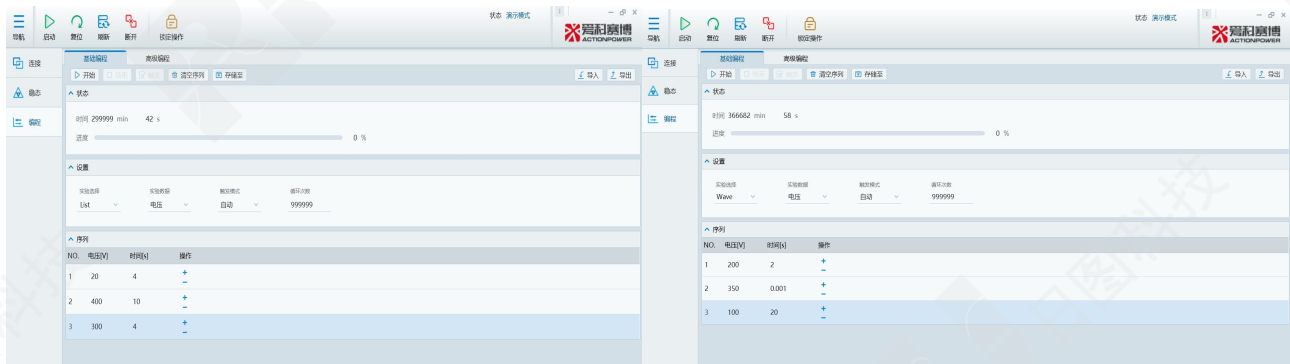 导航 启动 复位 刷新 断开 锁定操作 状态 演示模式 爱科赛博
ACTIONPOWER
连接 基础编程 高级编程
开始 清空序列 存储至 导入 导出
稳态 状态
编程 时间 299999 min 42 s
进度 0 %
设置
实验选择 实验数据 触发模式 循环次数
List 电压 自动 999999
序列
NO. 电压[V] 时间[s] 操作
1 20 4 + −
2 400 10 + −
3 300 4 + −
导航 启动 复位 刷新 断开 锁定操作 状态 演示模式 爱科赛博
ACTIONPOWER
连接 基础编程 高级编程
开始 清空序列 存储至 导入 导出
稳态 状态
编程 时间 366682 min 58 s
进度 0 %
设置
实验选择 实验数据 触发模式 循环次数
Wave 电压 自动 999999
序列
NO. 电压[V] 时间[s] 操作
1 200 2 + −
2 350 0.001 + −
3 100 20 + −